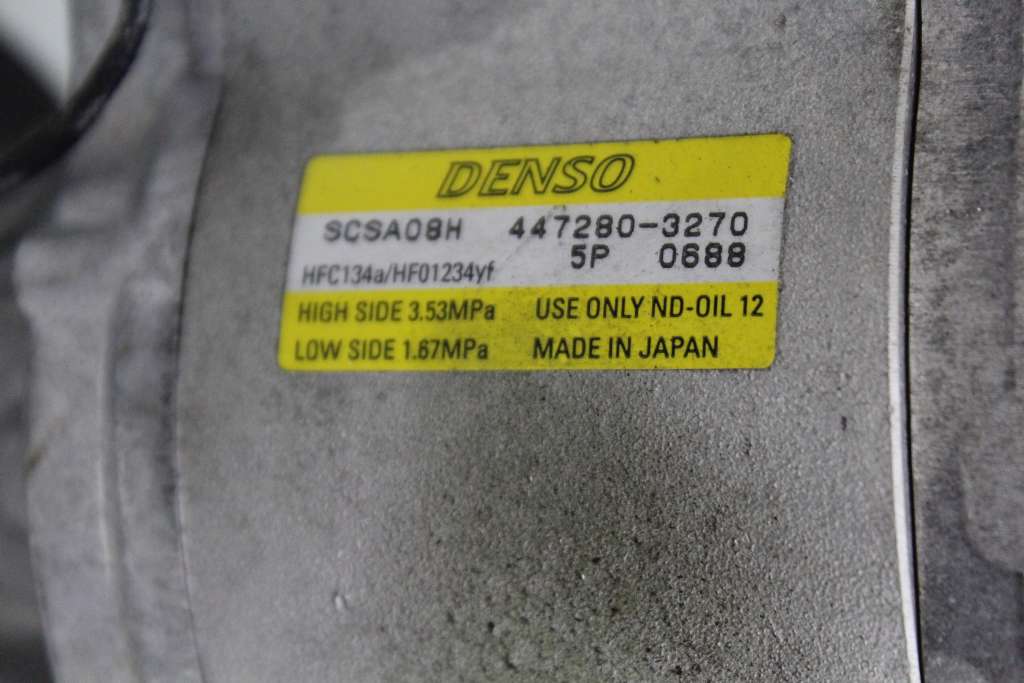 DENSO
SCSA08H 447280-3270
5P 0688
HFC134a/HFO1234yf
HIGH SIDE 3.53MPa USE ONLY ND-OIL 12
LOW SIDE 1.67MPa MADE IN JAPAN